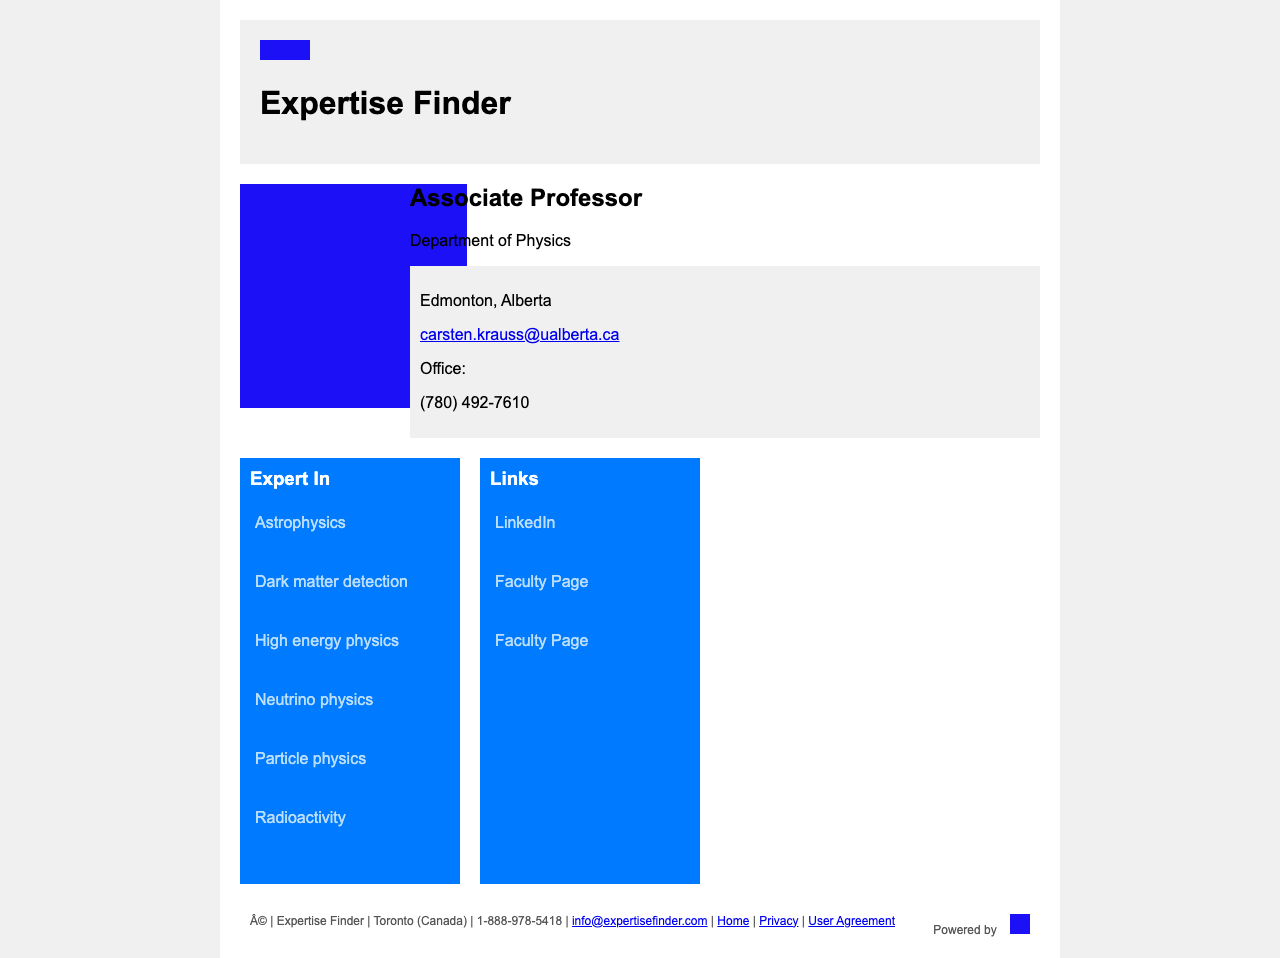 Expertise Finder
Associate Professor
Department of Physics
Edmonton, Alberta
carsten.krauss@ualberta.ca
Office:
(780) 492-7610
Expert In
Astrophysics
Dark matter detection
High energy physics
Neutrino physics
Particle physics
Radioactivity
Links
LinkedIn
Faculty Page
Faculty Page
Â© | Expertise Finder | Toronto (Canada) | 1-888-978-5418 | info@expertisefinder.com | Home | Privacy | User Agreement
Powered by